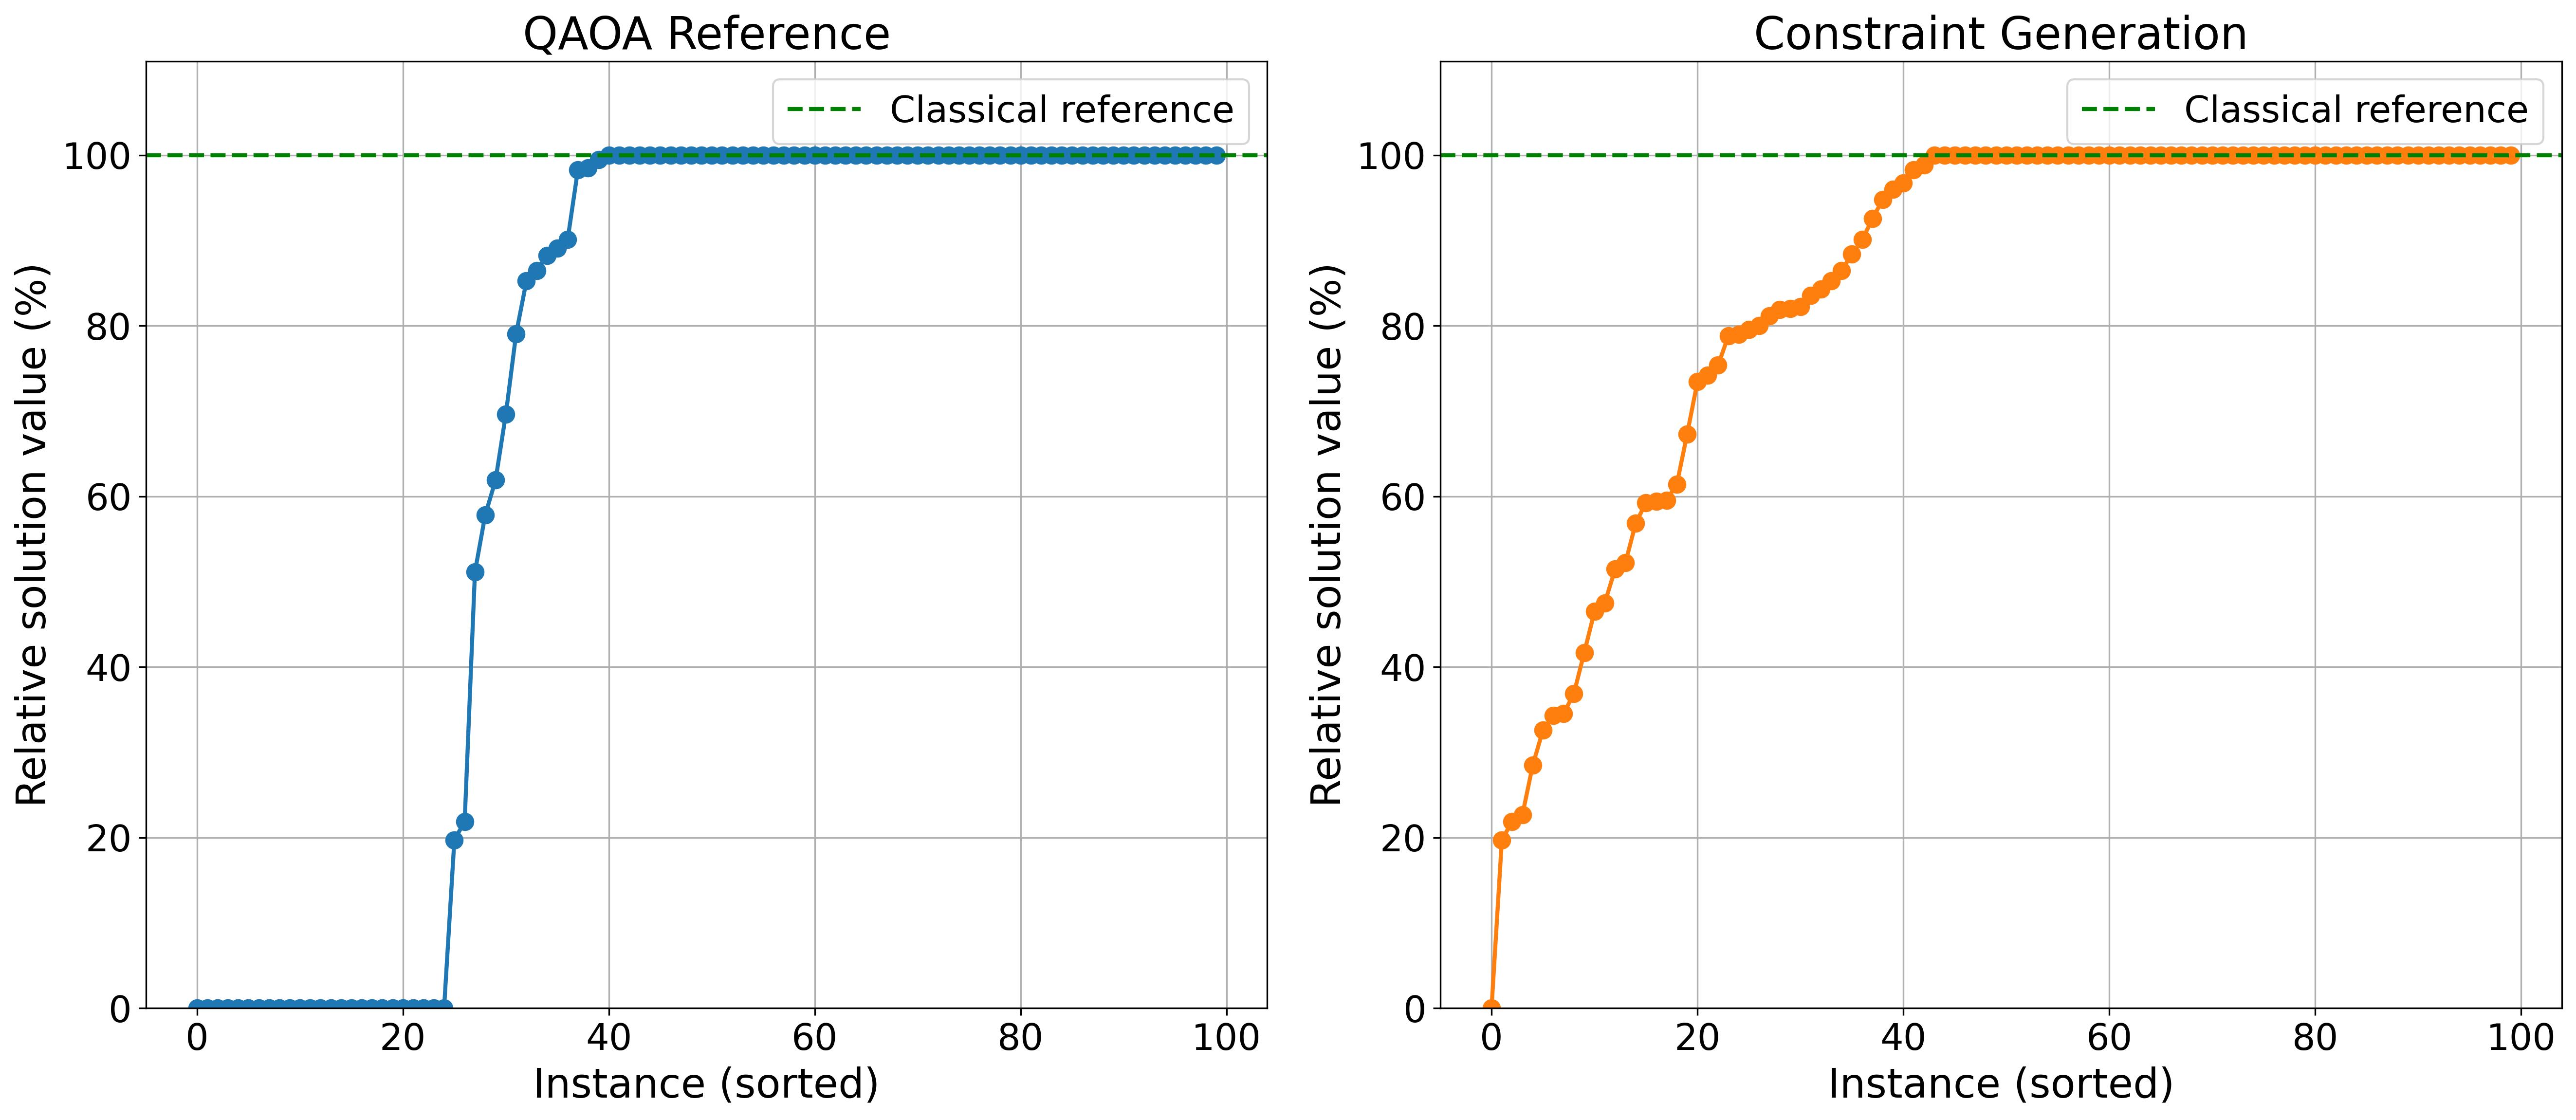 QAOA Reference
Classical reference
Relative solution value (%)
100
80
60
40
20
0
0 20 40 60 80 100
Instance (sorted)
Constraint Generation
Classical reference
Relative solution value (%)
100
80
60
40
20
0
0 20 40 60 80 100
Instance (sorted)